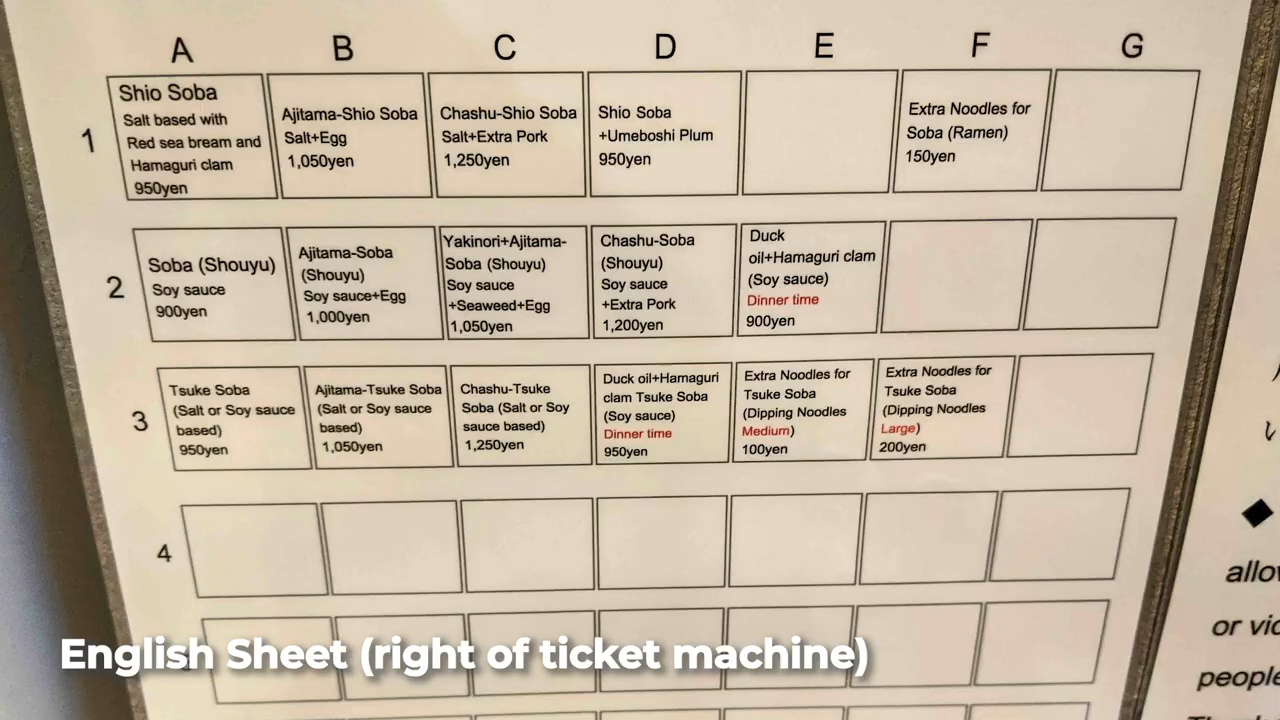 A B C D E F G
1
Shio Soba
Salt based with
Red sea bream and
Hamaguri clam
950yen
Ajitama-Shio Soba
Salt+Egg
1,050yen
Chashu-Shio Soba
Salt+Extra Pork
1,250yen
Shio Soba
+Umeboshi Plum
950yen
Extra Noodles for
Soba (Ramen)
150yen
2
Soba (Shouyu)
Soy sauce
900yen
Ajitama-Soba
(Shouyu)
Soy sauce+Egg
1,000yen
Yakinori+Ajitama-
Soba (Shouyu)
Soy sauce
+Seaweed+Egg
1,050yen
Chashu-Soba
(Shouyu)
Soy sauce
+Extra Pork
1,200yen
Duck
oil+Hamaguri clam
(Soy sauce)
Dinner time
900yen
3
Tsuke Soba
(Salt or Soy sauce
based)
950yen
Ajitama-Tsuke Soba
(Salt or Soy sauce
based)
1,050yen
Chashu-Tsuke
Soba (Salt or Soy
sauce based)
1,250yen
Duck oil+Hamaguri
clam Tsuke Soba
(Soy sauce)
Dinner time
950yen
Extra Noodles for
Tsuke Soba
(Dipping Noodles
Medium)
100yen
Extra Noodles for
Tsuke Soba
(Dipping Noodles
Large)
200yen
4
English Sheet (right of ticket machine)
◆
or
people